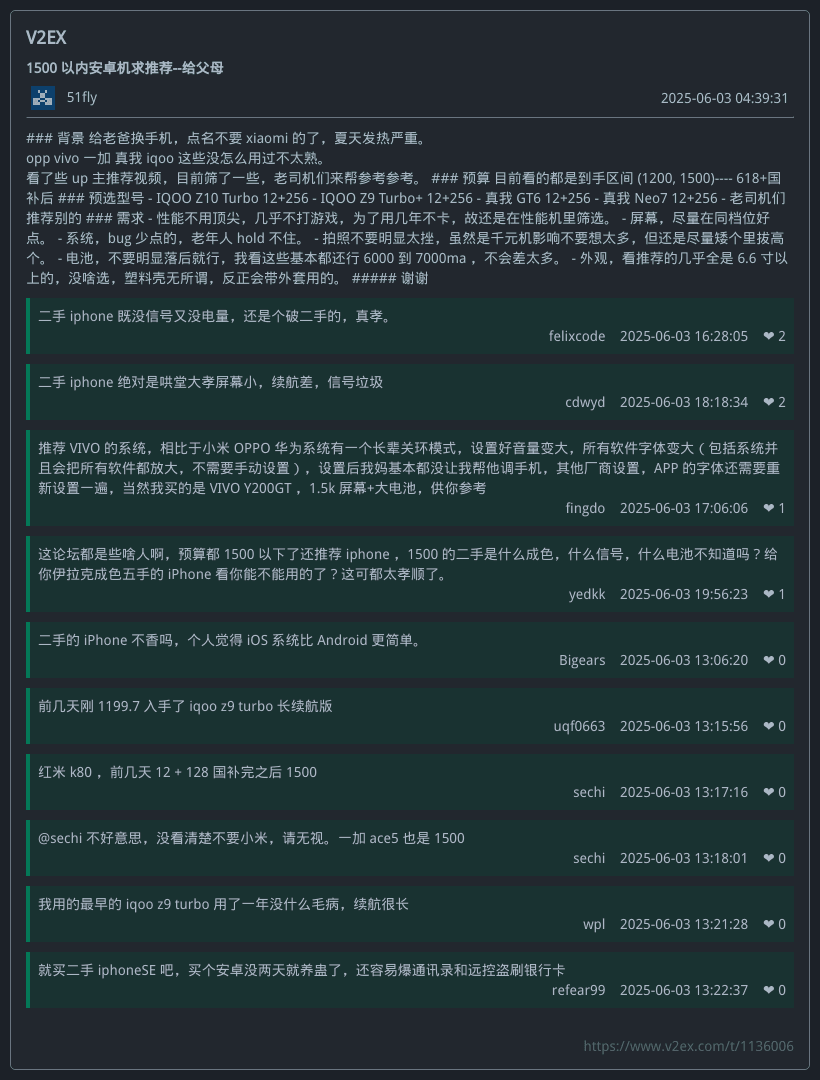 V2EX
1500 以内安卓机求推荐--给父母
51fly
2025-06-03 04:39:31
### 背景 给老爸换手机，点名不要 xiaomi 的了，夏天发热严重。
opp vivo 一加 真我 iqoo 这些没怎么用过不太熟。
看了些 up 主推荐视频，目前筛了一些，老司机们来帮参考参考。 ### 预算 目前看的都是到手区间 (1200, 1500)---- 618+国
补后 ### 预选型号 - IQOO Z10 Turbo 12+256 - IQOO Z9 Turbo+ 12+256 - 真我 GT6 12+256 - 真我 Neo7 12+256 - 老司机们
推荐别的 ### 需求 - 性能不用顶尖，几乎不打游戏，为了用几年不卡，故还是在性能机里筛选。 - 屏幕，尽量在同档位好
点。 - 系统，bug 少点的，老年人 hold 不住。 - 拍照不要明显太挫，虽然是千元机影响不要想太多，但还是尽量矮个里拔高
个。 - 电池，不要明显落后就行，我看这些基本都还行 6000 到 7000ma ，不会差太多。 - 外观，看推荐的几乎全是 6.6 寸以
上的，没啥选，塑料壳无所谓，反正会带外套用的。 ##### 谢谢
二手 iphone 既没信号又没电量，还是个破二手的，真孝。
felixcode 2025-06-03 16:28:05 ❤ 2
二手 iphone 绝对是哄堂大孝屏幕小，续航差，信号垃圾
cdwyd 2025-06-03 18:18:34 ❤ 2
推荐 VIVO 的系统，相比于小米 OPPO 华为系统有一个长辈关环模式，设置好音量变大，所有软件字体变大（包括系统并
且会把所有软件都放大，不需要手动设置），设置后我妈基本都没让我帮他调手机，其他厂商设置，APP 的字体还需要重
新设置一遍，当然我买的是 VIVO Y200GT ，1.5k 屏幕+大电池，供你参考
fingdo 2025-06-03 17:06:06 ❤ 1
这论坛都是些啥人啊，预算都 1500 以下了还推荐 iphone ，1500 的二手是什么成色，什么信号，什么电池不知道吗？给
你伊拉克成色五手的 iPhone 看你能不能用的了？这可都太孝顺了。
yedkk 2025-06-03 19:56:23 ❤ 1
二手的 iPhone 不香吗，个人觉得 iOS 系统比 Android 更简单。
Bigears 2025-06-03 13:06:20 ❤ 0
前几天刚 1199.7 入手了 iqoo z9 turbo 长续航版
uqf0663 2025-06-03 13:15:56 ❤ 0
红米 k80 ，前几天 12 + 128 国补完之后 1500
sechi 2025-06-03 13:17:16 ❤ 0
@sechi 不好意思，没看清楚不要小米，请无视。一加 ace5 也是 1500
sechi 2025-06-03 13:18:01 ❤ 0
我用的最早的 iqoo z9 turbo 用了一年没什么毛病，续航很长
wpl 2025-06-03 13:21:28 ❤ 0
就买二手 iphoneSE 吧，买个安卓没两天就养蛊了，还容易爆通讯录和远控盗刷银行卡
refear99 2025-06-03 13:22:37 ❤ 0
https://www.v2ex.com/t/1136006